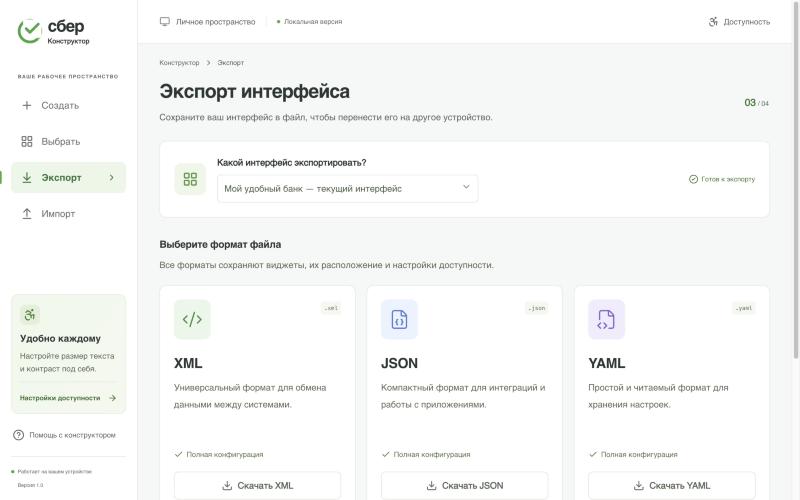 сбер
Конструктор
ВАШЕ РАБОЧЕЕ ПРОСТРАНСТВО
Создать
Выбрать
Экспорт
Импорт
Удобно каждому
Настройте размер текста
и контраст под себя.
Настройки доступности
Помощь с конструктором
Работает на вашем устройстве
Версия 1.0
Личное пространство
Локальная версия
Доступность
Конструктор
Экспорт
Экспорт интерфейса
Сохраните ваш интерфейс в файл, чтобы перенести его на другое устройство.
03 / 04
Какой интерфейс экспортировать?
Мой удобный банк — текущий интерфейс
Готов к экспорту
Выберите формат файла
Все форматы сохраняют виджеты, их расположение и настройки доступности.
.xml
XML
Универсальный формат для обмена
данными между системами.
Полная конфигурация
Скачать XML
.json
JSON
Компактный формат для интеграций и
работы с приложениями.
Полная конфигурация
Скачать JSON
.yaml
YAML
Простой и читаемый формат для
хранения настроек.
Полная конфигурация
Скачать YAML